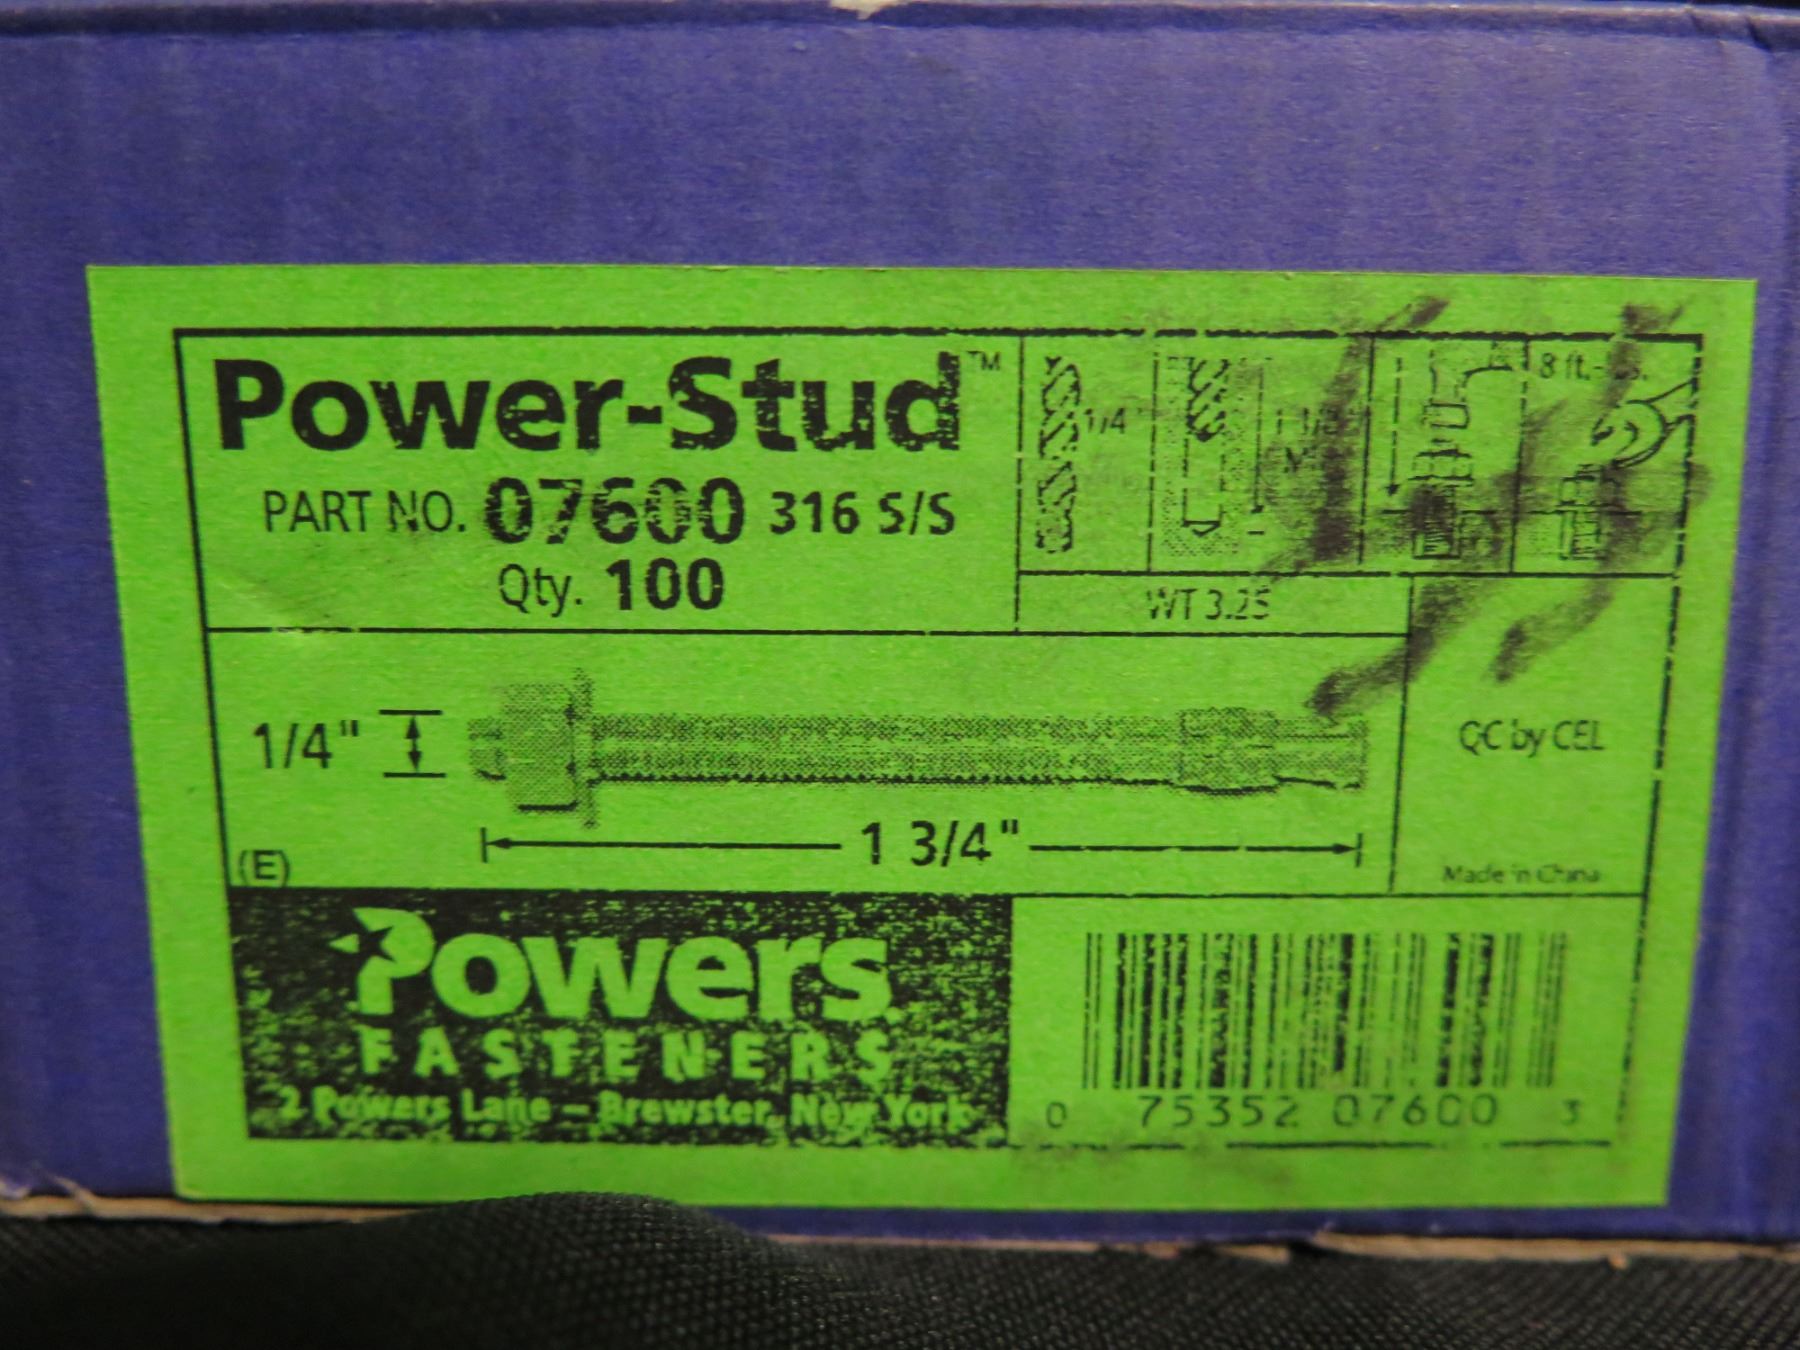 Power-Stud™
PART NO. 07600 316 S/S
Qty. 100
1/4"
8 ft.-
WT 3.25
1/4"
1 3/4"
QC by CEL
(E)
Made in China
Powers
FASTENERS
2 Powers Lane – Brewster, New York
0 75352 07600 3